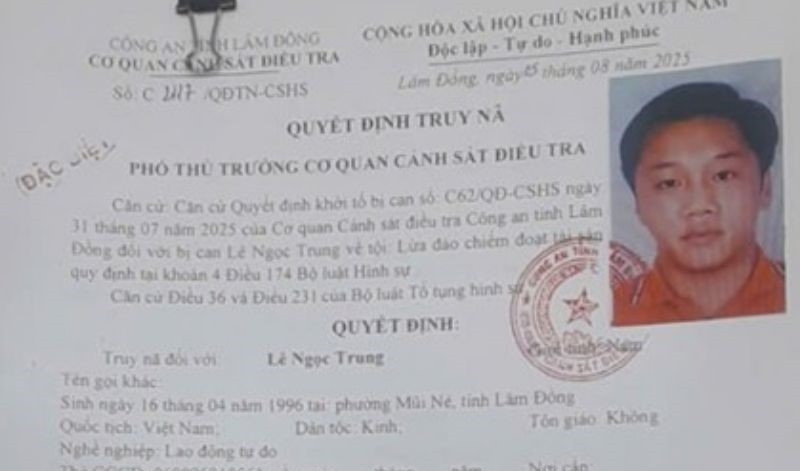 CÔNG AN TỈNH LÂM ĐỒNG
CƠ QUAN CẢNH SÁT ĐIỀU TRA
Số: C /QĐTN-CSHS
CỘNG HÒA XÃ HỘI CHỦ NGHĨA VIỆT NAM
Độc lập - Tự do - Hạnh phúc
Lâm Đồng, ngày 05 tháng 08 năm 2025
QUYẾT ĐỊNH TRUY NÃ
ĐẶC BIỆT
PHÓ THỦ TRƯỞNG CƠ QUAN CẢNH SÁT ĐIỀU TRA
Căn cứ: Căn cứ Quyết định khởi tố bị can số: C62/QĐ-CSHS ngày
31 tháng 07 năm 2025 của Cơ quan Cảnh sát điều tra Công an tỉnh Lâm
Đồng đối với bị can Lê Ngọc Trung về tội: Lừa đảo chiếm đoạt tài sản
quy định tại khoản 4 Điều 174 Bộ luật Hình sự
Căn cứ Điều 36 và Điều 231 của Bộ luật Tố tụng hình sự
QUYẾT ĐỊNH:
Truy nã đối với: Lê Ngọc Trung
Giới tính: Nam
Tên gọi khác:
Sinh ngày 16 tháng 04 năm 1996 tại: phường Mũi Né, tỉnh Lâm Đồng
Quốc tịch: Việt Nam; Dân tộc: Kinh; Tôn giáo: Không
Nghề nghiệp: Lao động tự do
năm Nơi cấp